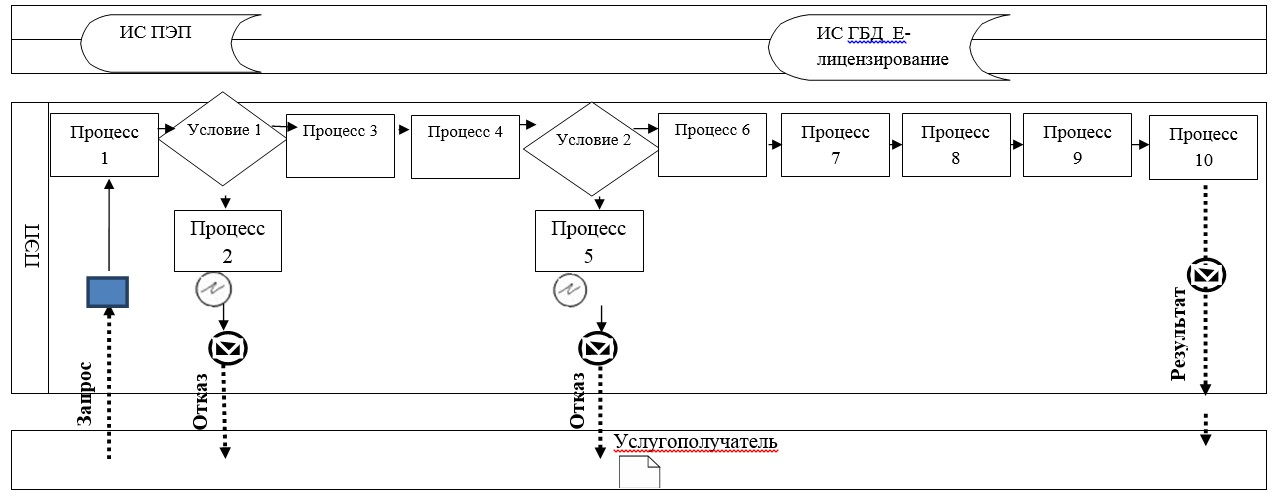 ИС ПЭП
ИС ГБД Е-
лицензирование
Процесс
1
Условие 1
Процесс 3
Процесс 4
Условие 2
Процесс 6
Процесс
7
Процесс
8
Процесс
9
Процесс
10
Процесс
2
Процесс
5
ПЭП
Запрос
Отказ
Отказ
Результат
Услугополучатель